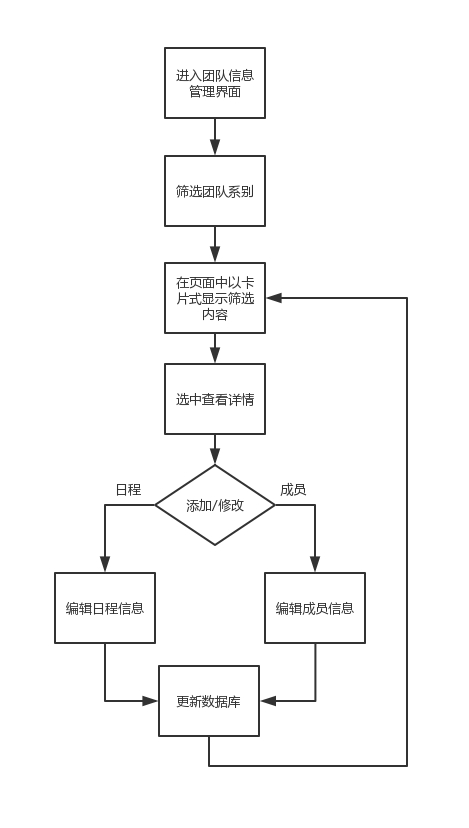 进入团队信息
管理界面
筛选团队系别
在页面中以卡
片式显示筛选
内容
选中查看详情
日程
添加/修改
成员
编辑日程信息
编辑成员信息
更新数据库